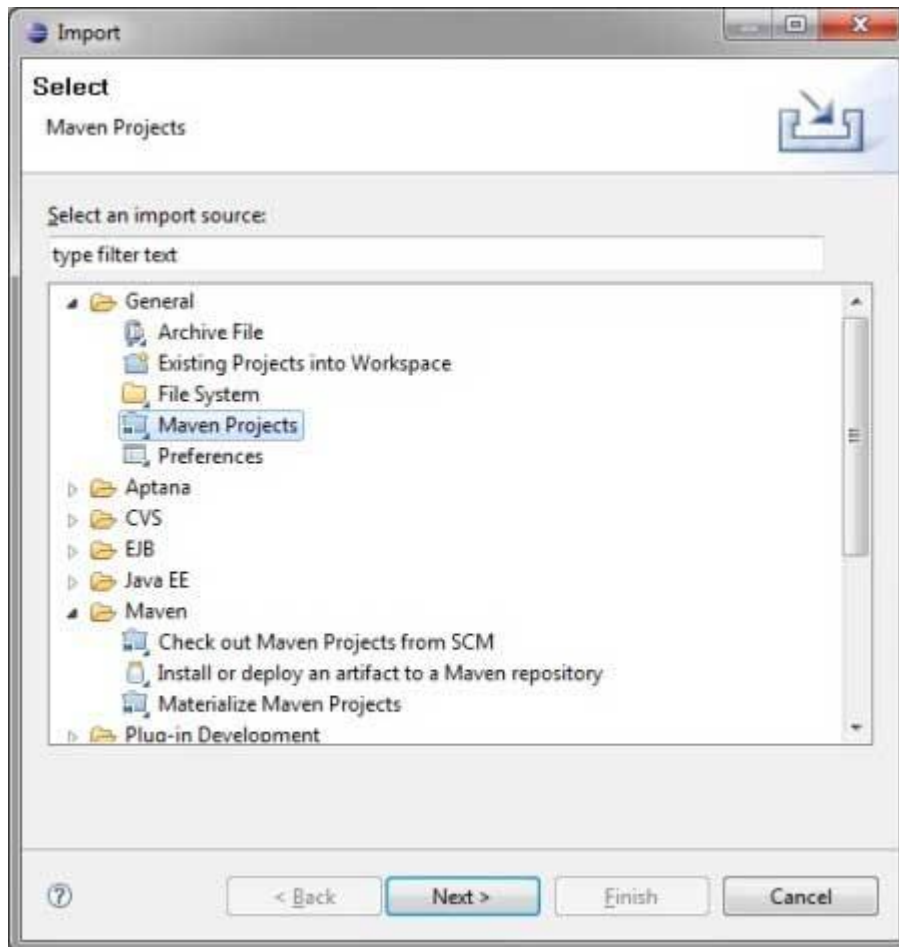 Import
Select
Maven Projects
Select an import source:
type filter text
General
Archive File
Existing Projects into Workspace
File System
Maven Projects
Preferences
Aptana
CVS
EJB
Java EE
Maven
Check out Maven Projects from SCM
Install or deploy an artifact to a Maven repository
Materialize Maven Projects
Plug-in Development
? < Back Next > Finish Cancel